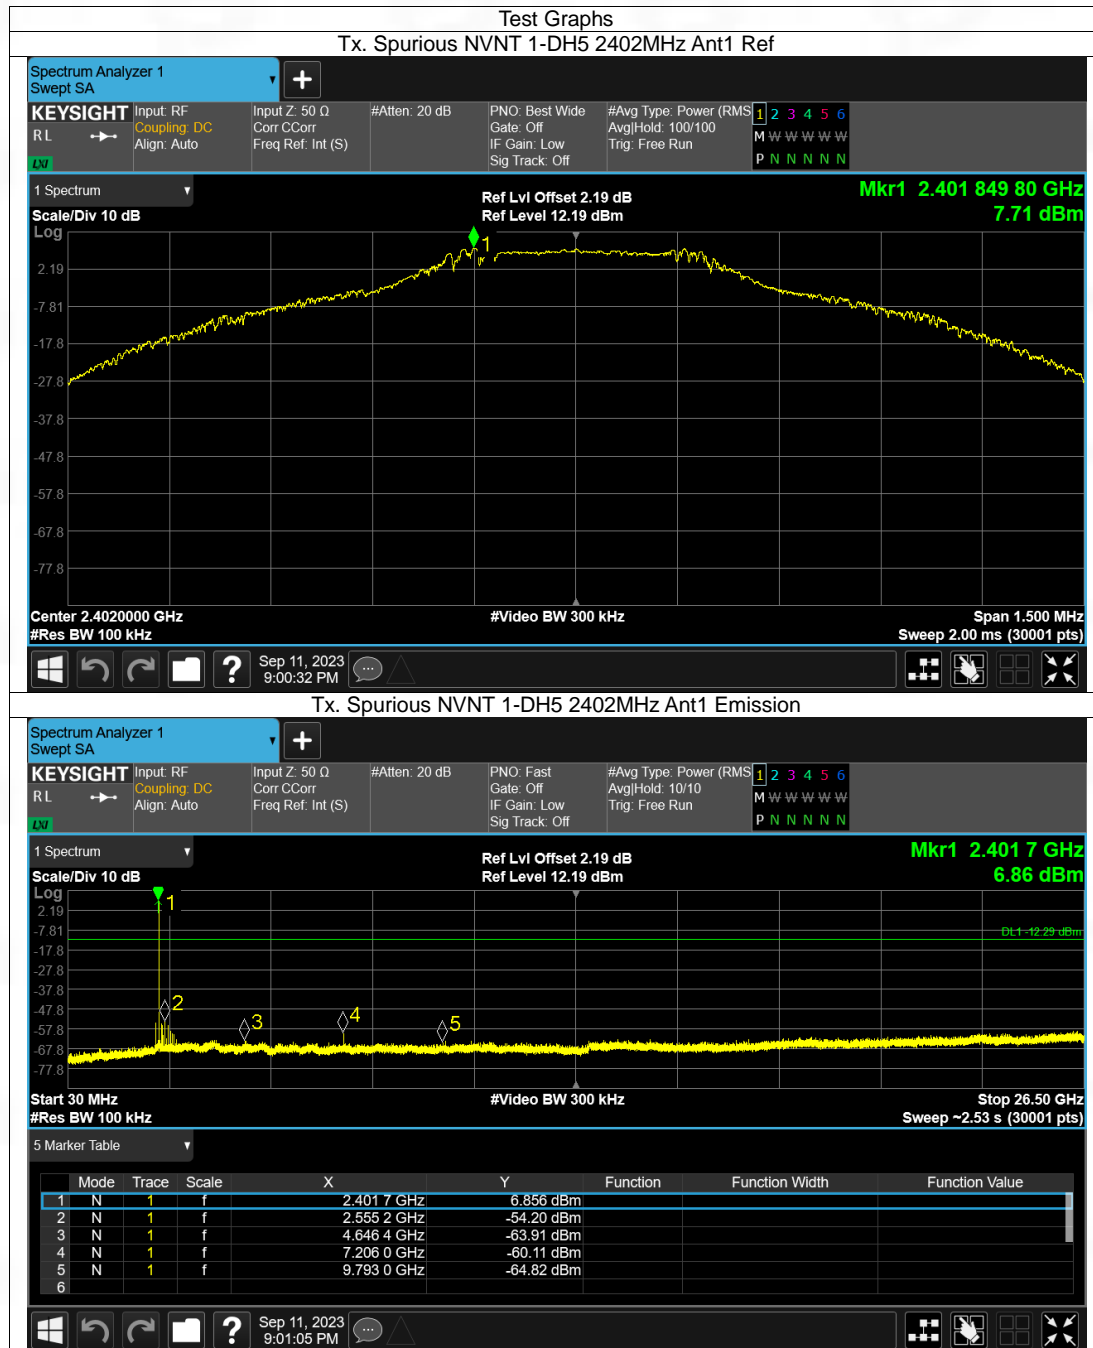 Test Graphs
Tx. Spurious NVNT 1-DH5 2402MHz Ant1 Ref
Spectrum Analyzer 1
Swept SA
+
KEYSIGHT Input: RF Input Z: 50 Ω #Atten: 20 dB PNO: Best Wide #Avg Type: Power (RMS 1 2 3 4 5 6
RL Coupling: DC Corr CCorr Gate: Off Avg|Hold: 100/100 M W W W W W
Align: Auto Freq Ref: Int (S) IF Gain: Low Trig: Free Run
LXI Sig Track: Off P N N N N N
1 Spectrum Ref Lvl Offset 2.19 dB Mkr1 2.401 849 80 GHz
Scale/Div 10 dB Ref Level 12.19 dBm 7.71 dBm
Log
1
2.19
-7.81
-17.8
-27.8
-37.8
-47.8
-57.8
-67.8
-77.8
Center 2.4020000 GHz #Video BW 300 kHz Span 1.500 MHz
#Res BW 100 kHz Sweep 2.00 ms (30001 pts)
? Sep 11, 2023
9:00:32 PM
Tx. Spurious NVNT 1-DH5 2402MHz Ant1 Emission
Spectrum Analyzer 1
Swept SA
+
KEYSIGHT Input: RF Input Z: 50 Ω #Atten: 20 dB PNO: Fast #Avg Type: Power (RMS 1 2 3 4 5 6
RL Coupling: DC Corr CCorr Gate: Off Avg|Hold: 10/10 M W W W W W
Align: Auto Freq Ref: Int (S) IF Gain: Low Trig: Free Run
LXI Sig Track: Off P N N N N N
1 Spectrum Ref Lvl Offset 2.19 dB Mkr1 2.401 7 GHz
Scale/Div 10 dB Ref Level 12.19 dBm 6.86 dBm
Log
1
2.19
-7.81 DL1 -12.29 dBm
-17.8
-27.8
-37.8
-47.8 2
-57.8 3 4 5
-67.8
-77.8
Start 30 MHz #Video BW 300 kHz Stop 26.50 GHz
#Res BW 100 kHz Sweep ~2.53 s (30001 pts)
5 Marker Table
Mode Trace Scale X Y Function Function Width Function Value
1 N 1 f 2.401 7 GHz 6.856 dBm
2 N 1 f 2.555 2 GHz -54.20 dBm
3 N 1 f 4.646 4 GHz -63.91 dBm
4 N 1 f 7.206 0 GHz -60.11 dBm
5 N 1 f 9.793 0 GHz -64.82 dBm
6
? Sep 11, 2023
9:01:05 PM